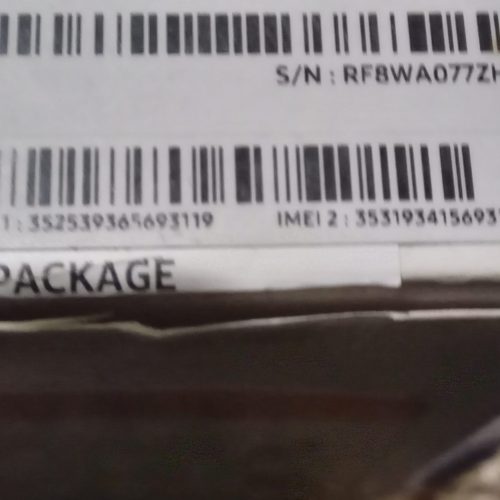 S/N : RF8WA077ZH
1 : 352539365693119 IMEI 2 : 353193415693
PACKAGE